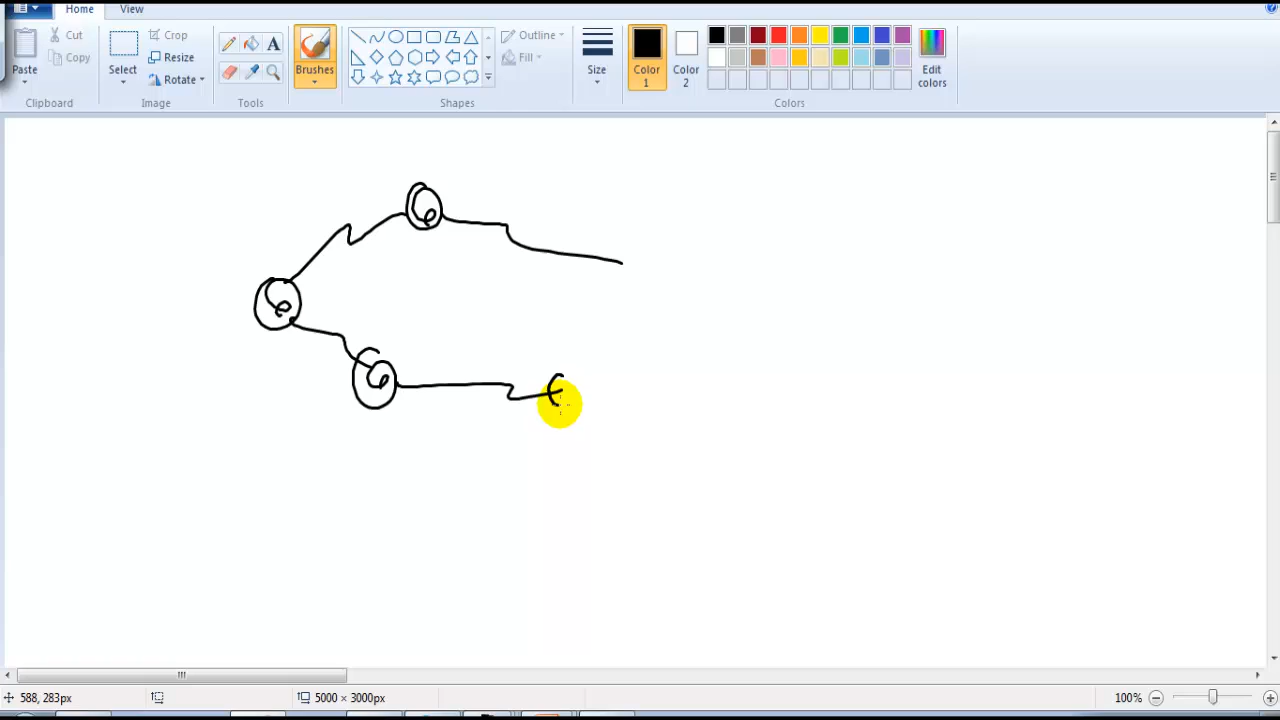 Home View
Cut
Copy
Paste
Clipboard
Select
Crop
Resize
Rotate
Image
A
Tools
Brushes
Outline
Fill
Shapes
Size
Color 1
Color 2
Edit colors
Colors
588, 283px
5000 × 3000px
100%